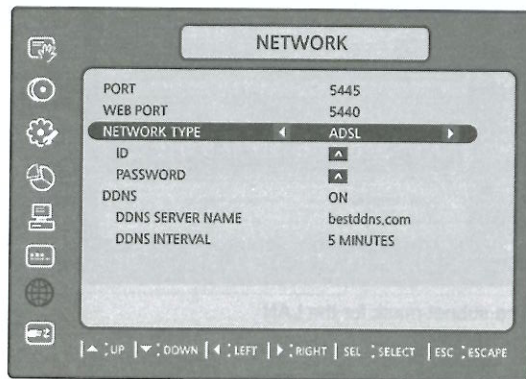 NETWORK
PORT 5445
WEB PORT 5440
NETWORK TYPE ADSL
ID
PASSWORD
DDNS ON
DDNS SERVER NAME bestddns.com
DDNS INTERVAL 5 MINUTES
UP DOWN LEFT RIGHT SEL : SELECT ESC : ESCAPE